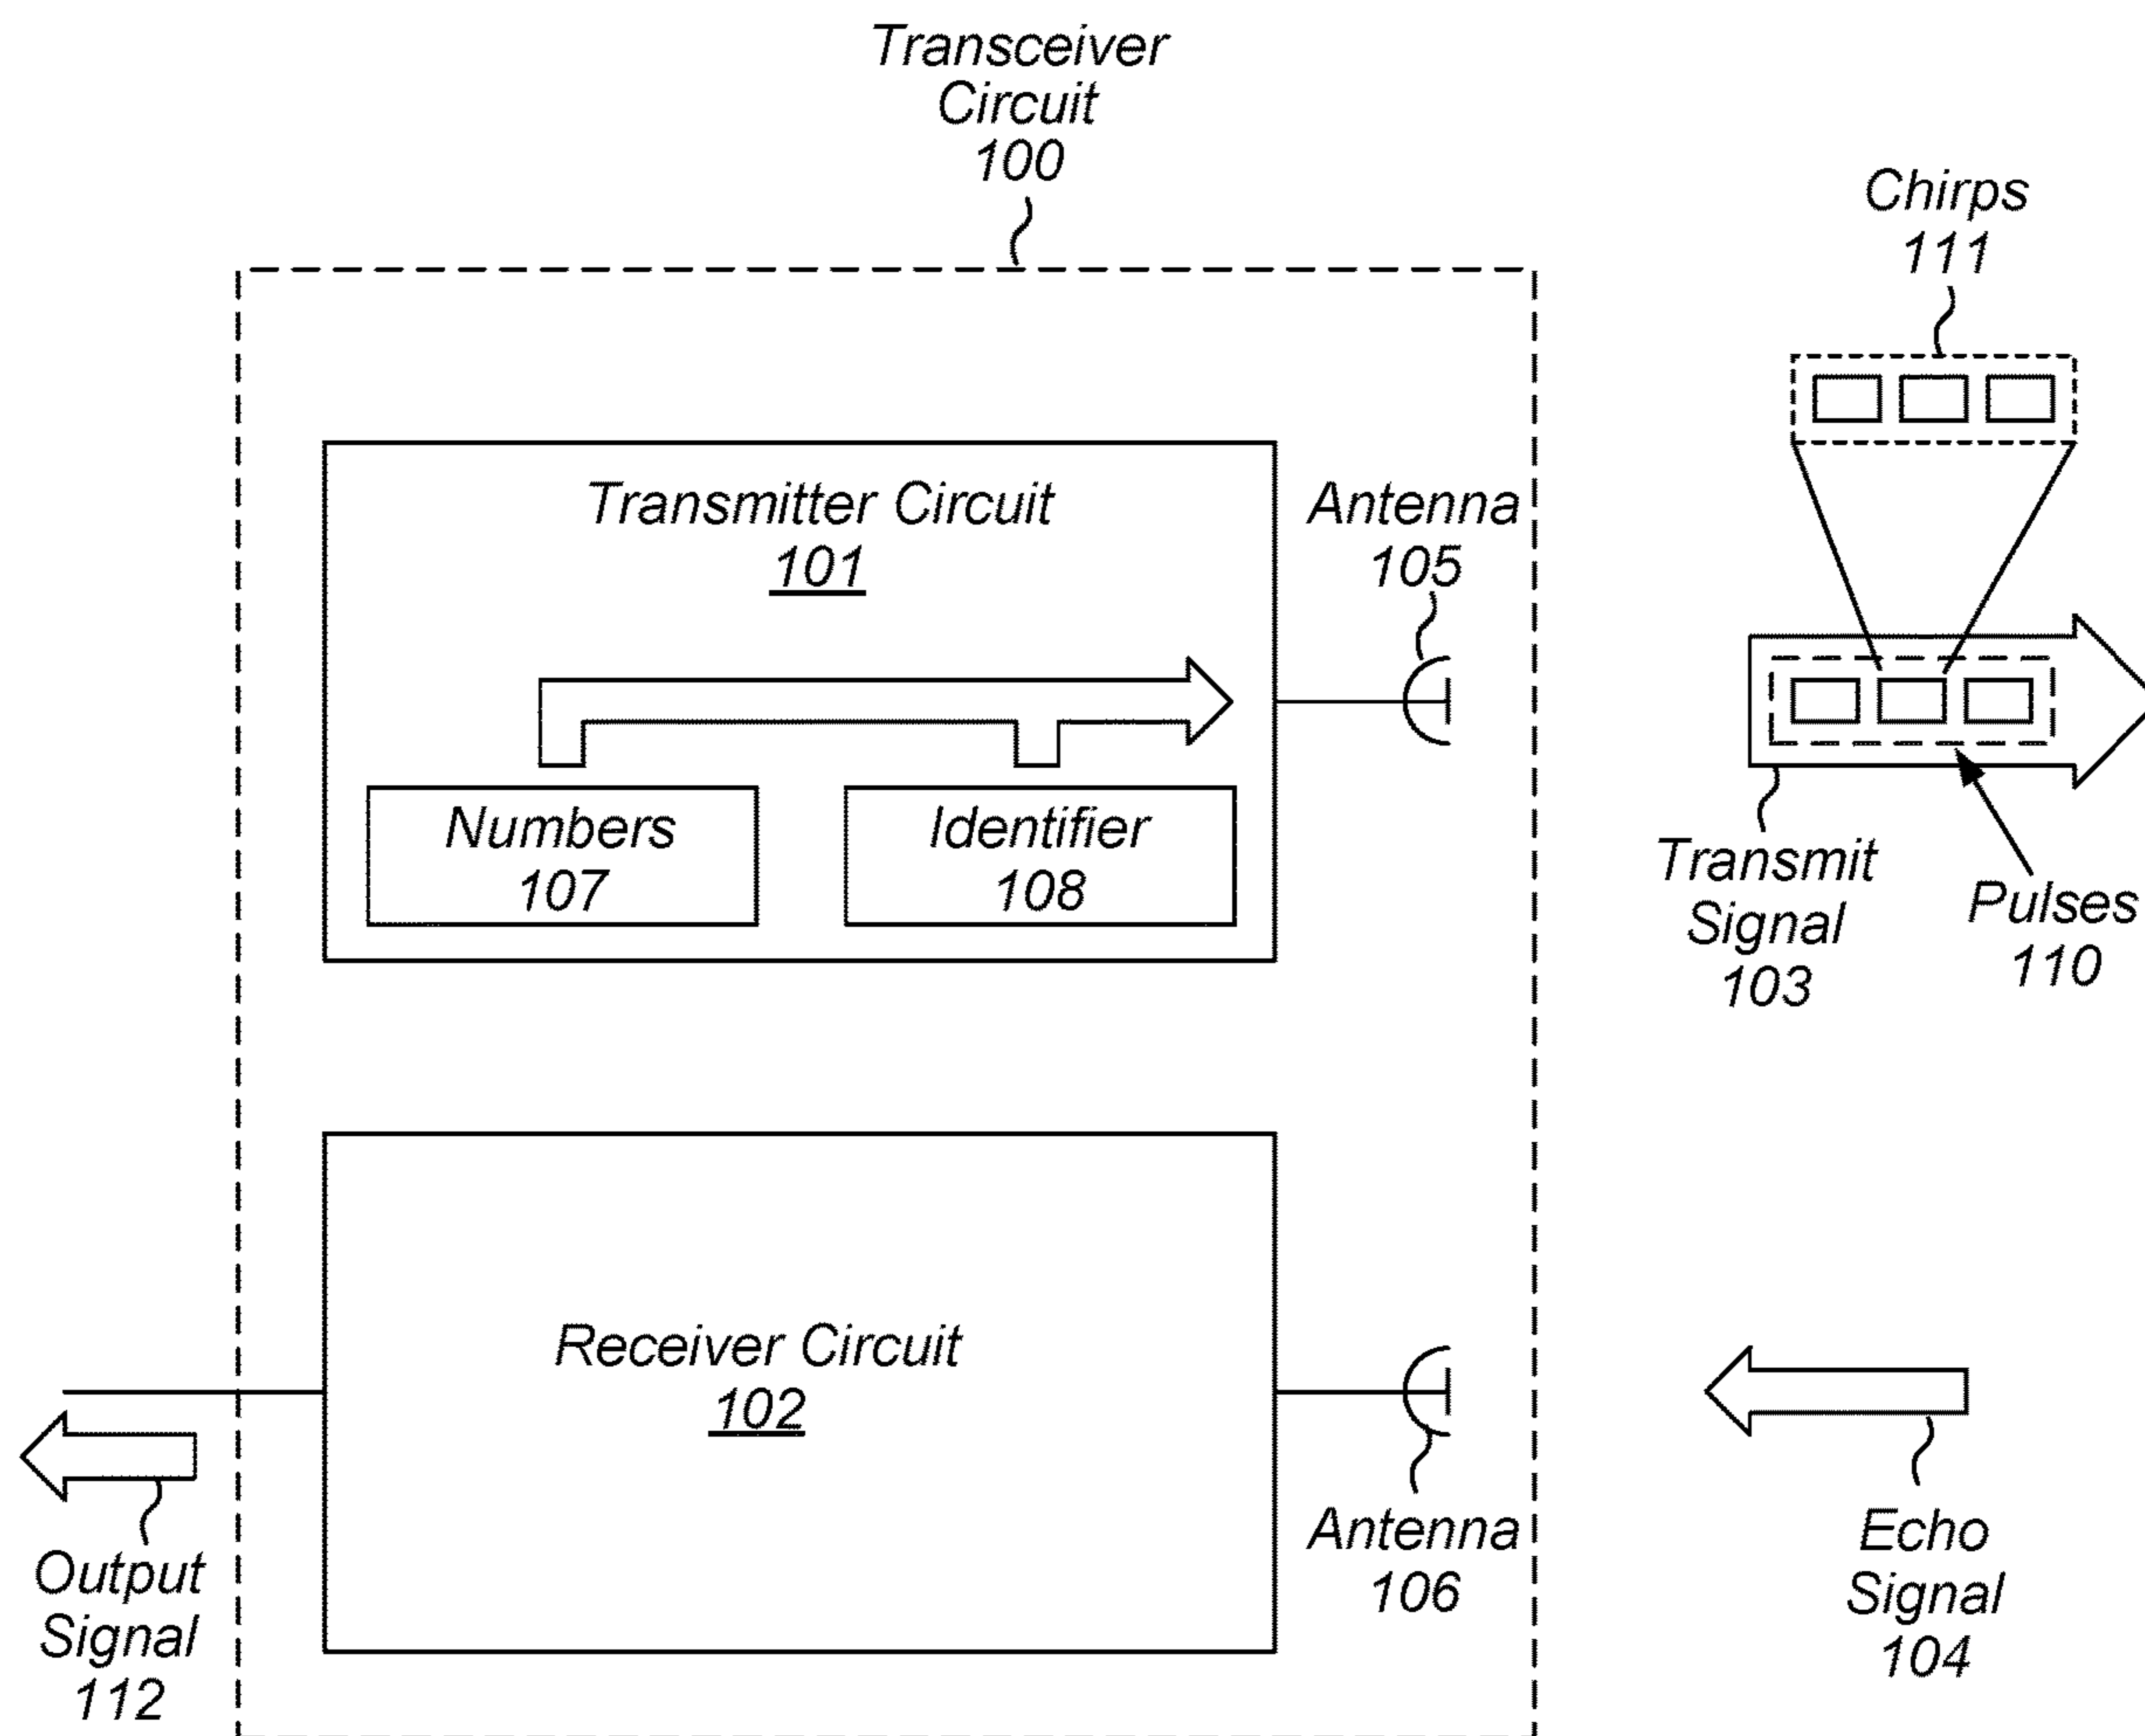 Transceiver
Circuit
100
Chirps
111
Transmitter Circuit
101
Antenna
105
Numbers
107
Identifier
108
Transmit
Signal
103
Pulses
110
Receiver Circuit
102
Antenna
106
Output
Signal
112
Echo
Signal
104